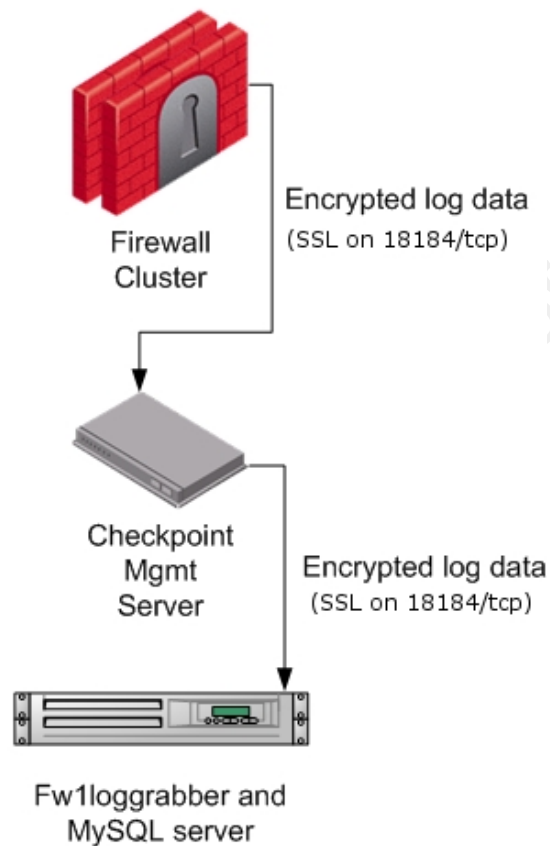 Encrypted log data
(SSL on 18184/tcp)
Firewall
Cluster
Checkpoint
Mgmt
Server
Encrypted log data
(SSL on 18184/tcp)
Fw1loggrabber and
MySQL server